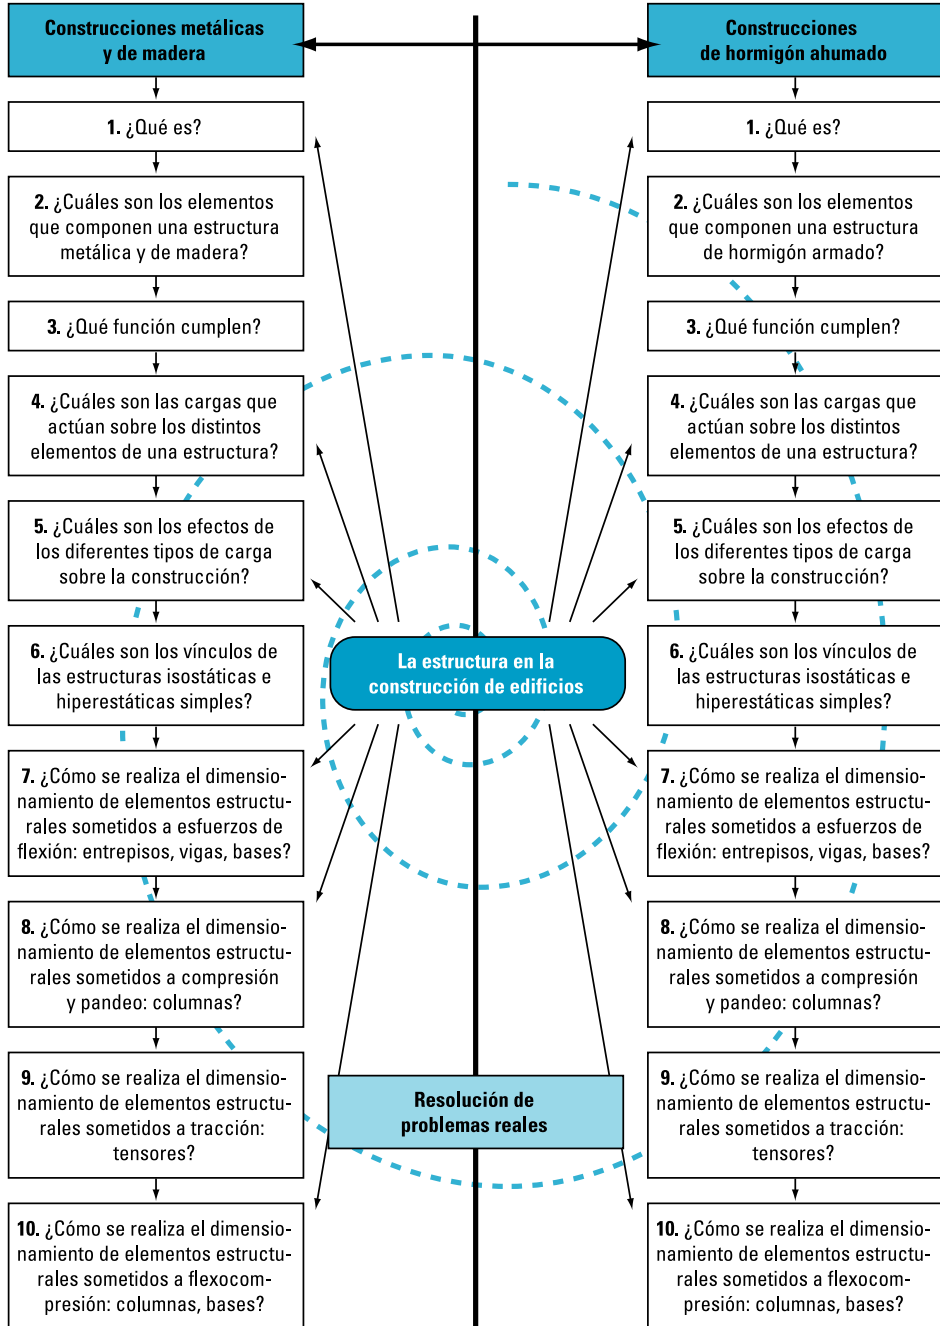 Construcciones metálicas
y de madera
1. ¿Qué es?
2. ¿Cuáles son los elementos
que componen una estructura
metálica y de madera?
3. ¿Qué función cumplen?
4. ¿Cuáles son las cargas que
actúan sobre los distintos
elementos de una estructura?
5. ¿Cuáles son los efectos de
los diferentes tipos de carga
sobre la construcción?
6. ¿Cuáles son los vínculos de
las estructuras isostáticas e
hiperestáticas simples?
7. ¿Cómo se realiza el dimensio-
namiento de elementos estructu-
rales sometidos a esfuerzos de
flexión: entrepisos, vigas, bases?
8. ¿Cómo se realiza el dimensio-
namiento de elementos estructu-
rales sometidos a compresión
y pandeo: columnas?
9. ¿Cómo se realiza el dimensio-
namiento de elementos estructu-
rales sometidos a tracción:
tensores?
10. ¿Cómo se realiza el dimensio-
namiento de elementos estructu-
rales sometidos a flexocom-
presión: columnas, bases?
La estructura en la
construcción de edificios
Resolución de
problemas reales
Construcciones
de hormigón ahumado
1. ¿Qué es?
2. ¿Cuáles son los elementos
que componen una estructura
de hormigón armado?
3. ¿Qué función cumplen?
4. ¿Cuáles son las cargas que
actúan sobre los distintos
elementos de una estructura?
5. ¿Cuáles son los efectos de
los diferentes tipos de carga
sobre la construcción?
6. ¿Cuáles son los vínculos de
las estructuras isostáticas e
hiperestáticas simples?
7. ¿Cómo se realiza el dimensio-
namiento de elementos estructu-
rales sometidos a esfuerzos de
flexión: entrepisos, vigas, bases?
8. ¿Cómo se realiza el dimensio-
namiento de elementos estructu-
rales sometidos a compresión
y pandeo: columnas?
9. ¿Cómo se realiza el dimensio-
namiento de elementos estructu-
rales sometidos a tracción:
tensores?
10. ¿Cómo se realiza el dimensio-
namiento de elementos estructu-
rales sometidos a flexocom-
presión: columnas, bases?